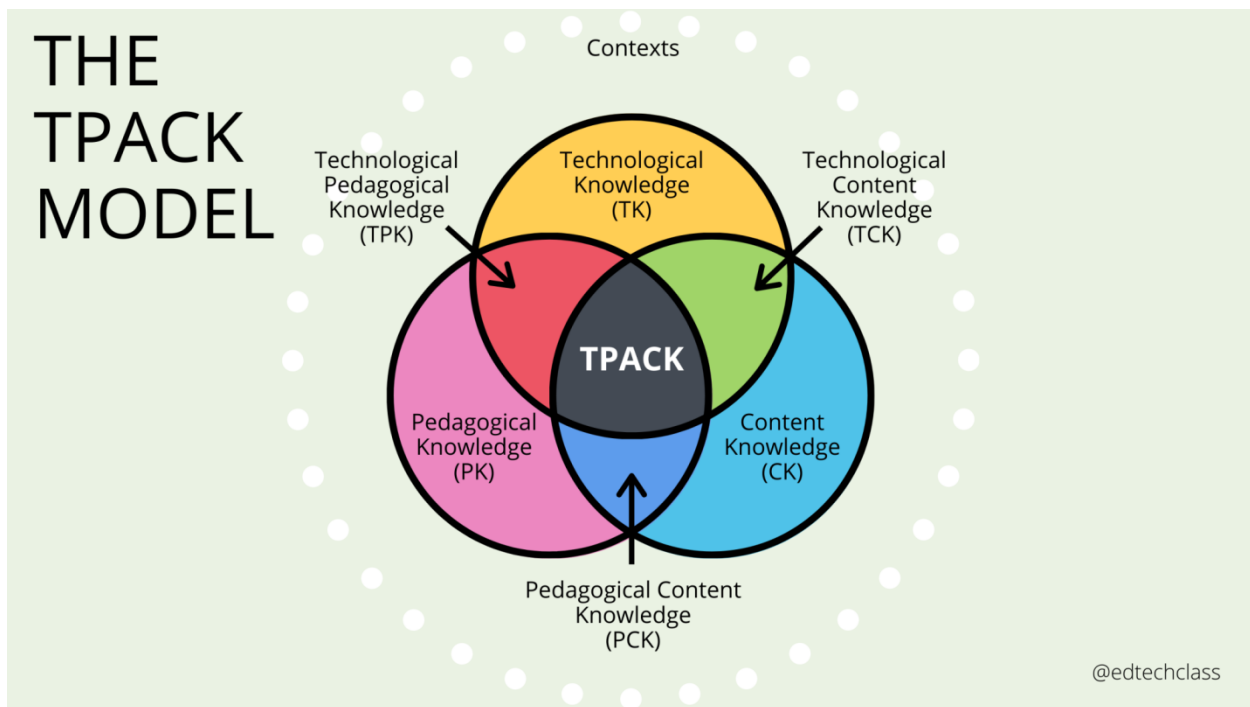 THE
TPACK
MODEL
Contexts
Technological
Pedagogical
Knowledge
(TPK)
Technological
Knowledge
(TK)
Technological
Content
Knowledge
(TCK)
TPACK
Pedagogical
Knowledge
(PK)
Content
Knowledge
(CK)
Pedagogical Content
Knowledge
(PCK)
@edtechclass